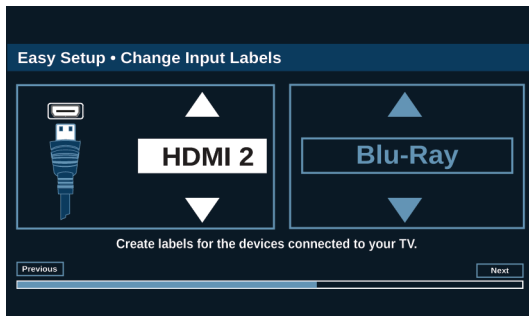 Easy Setup • Change Input Labels
HDMI 2
Blu-Ray
Create labels for the devices connected to your TV.
Previous
Next